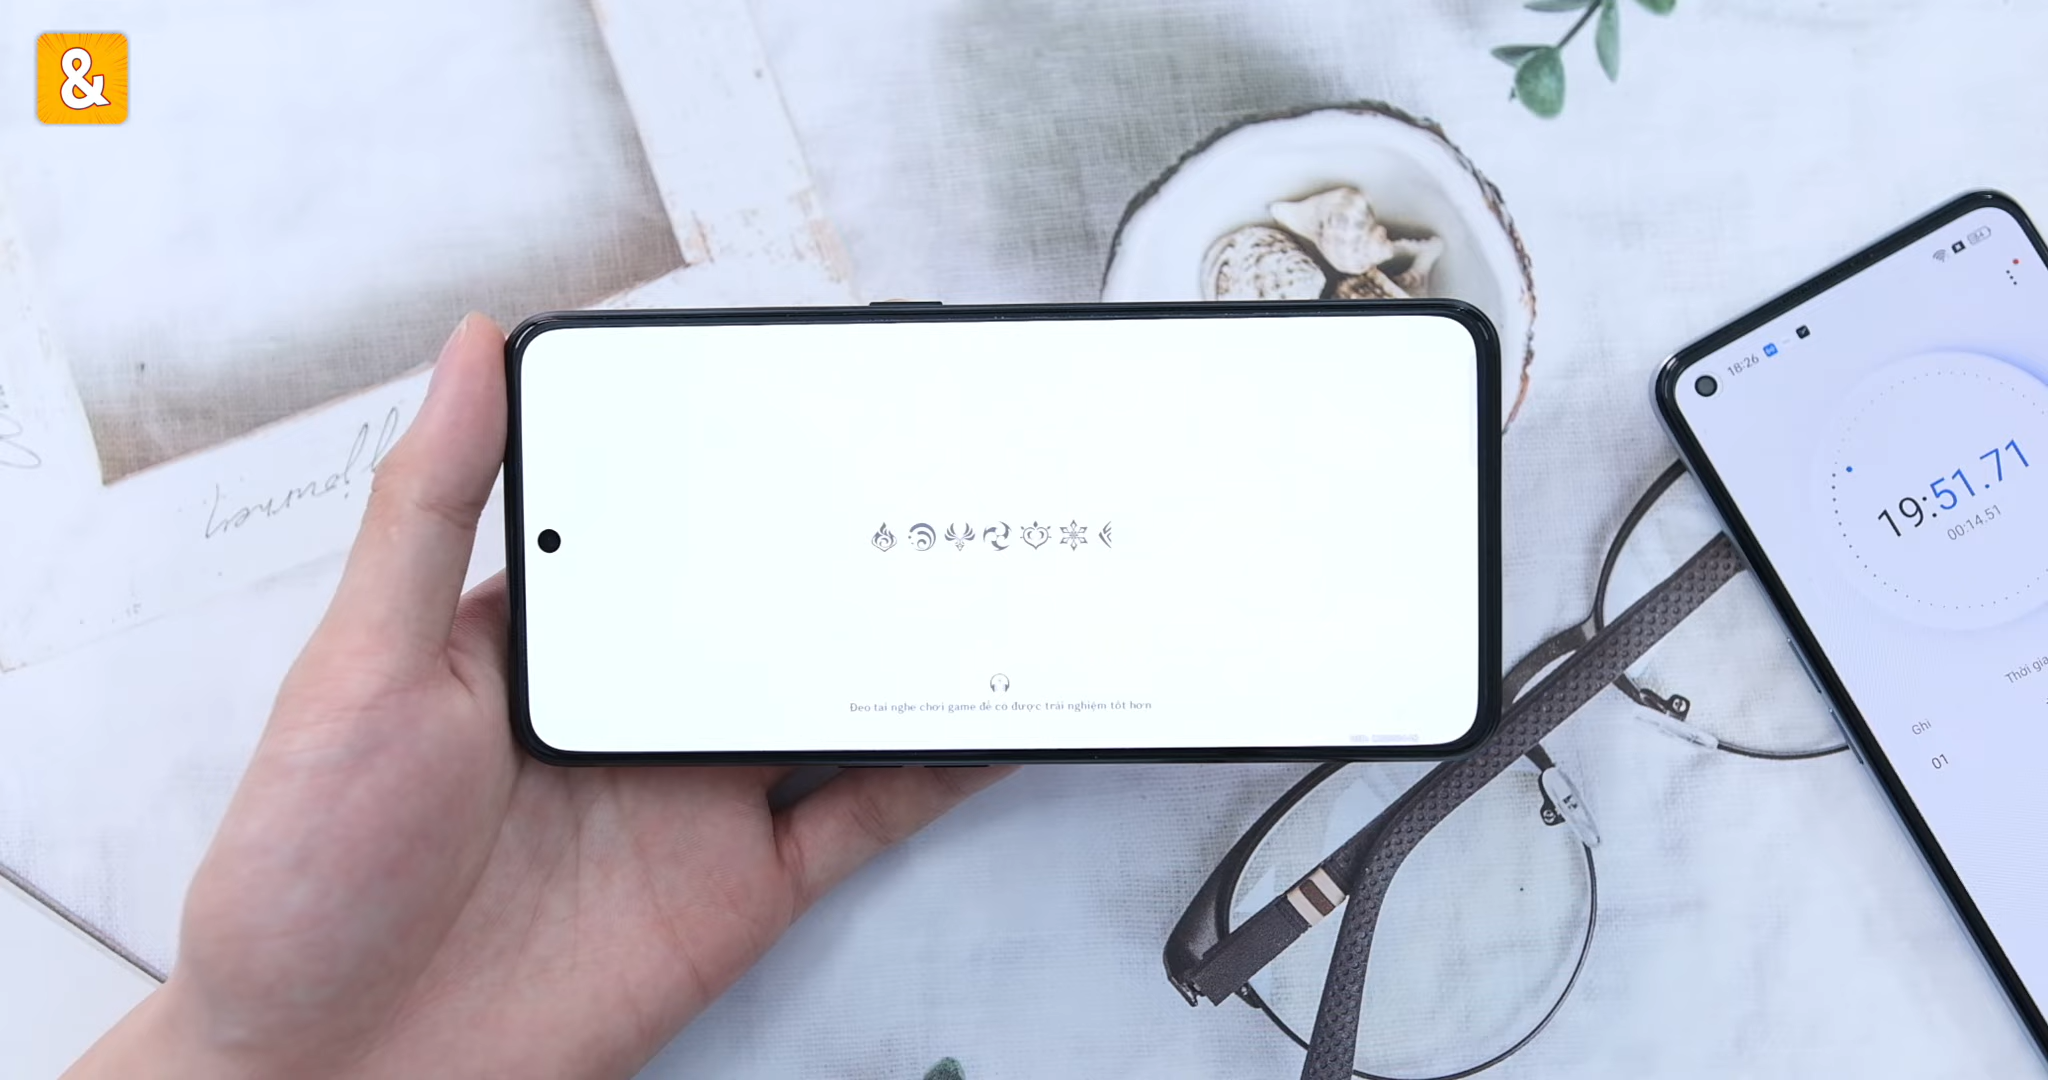 &
journey
18:26
19:51.71
00:14.51
Ghi
01
Đeo tai nghe chơi game để có được trải nghiệm tốt hơn